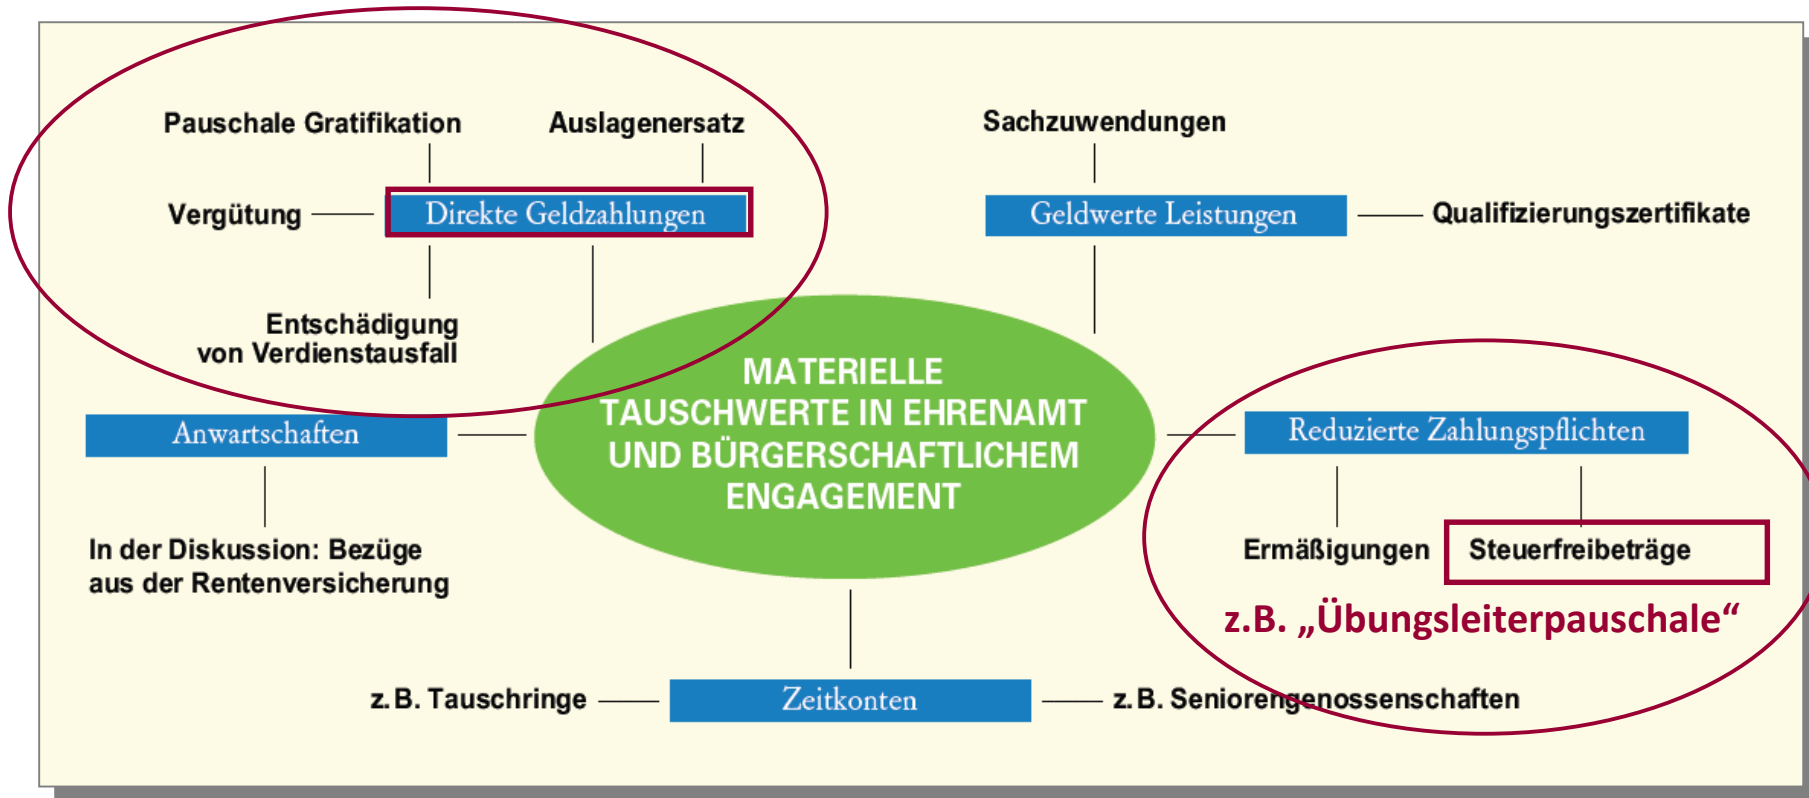 Pauschale Gratifikation
Auslagenersatz
Sachzuwendungen
Vergütung
Direkte Geldzahlungen
Geldwerte Leistungen
Qualifizierungszertifikate
Entschädigung
von Verdienstausfall
MATERIELLE
TAUSCHWERTE IN EHRENAMT
UND BÜRGERSCHAFTLICHEM
ENGAGEMENT
Anwartschaften
Reduzierte Zahlungspflichten
In der Diskussion: Bezüge
aus der Rentenversicherung
Ermäßigungen
Steuerfreibeträge
z.B. „Übungsleiterpauschale“
z. B. Tauschringe
Zeitkonten
z. B. Seniorengenossenschaften